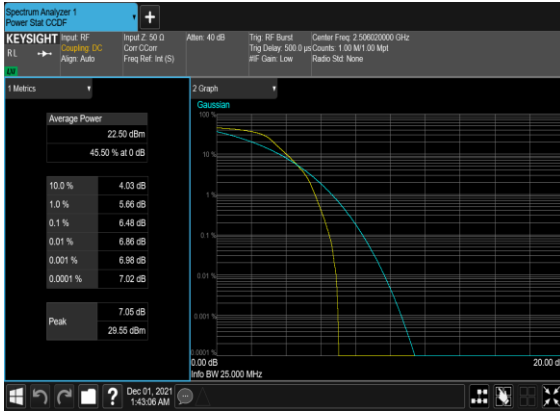 Spectrum Analyzer 1
Power Stat CCDF
+
KEYSIGHT Input: RF Input Z: 50 Ω Atten: 40 dB Trig: RF Burst Center Freq: 2.506020000 GHz
RL Coupling: DC Corr CCorr Trig Delay: 500.0 µs Counts: 1.00 M/1.00 Mpt
Align: Auto Freq Ref: Int (S) #IF Gain: Low Radio Std: None
1 Metrics
Average Power
22.50 dBm
45.50 % at 0 dB
10.0 % 4.03 dB
1.0 % 5.66 dB
0.1 % 6.48 dB
0.01 % 6.86 dB
0.001 % 6.98 dB
0.0001 % 7.02 dB
Peak 7.05 dB
29.55 dBm
2 Graph
Gaussian
100 %
10 %
1 %
0.1 %
0.01 %
0.001 %
0.0001 %
0.00 dB 20.00 d
Info BW 25.000 MHz
? Dec 01, 2021
1:43:06 AM